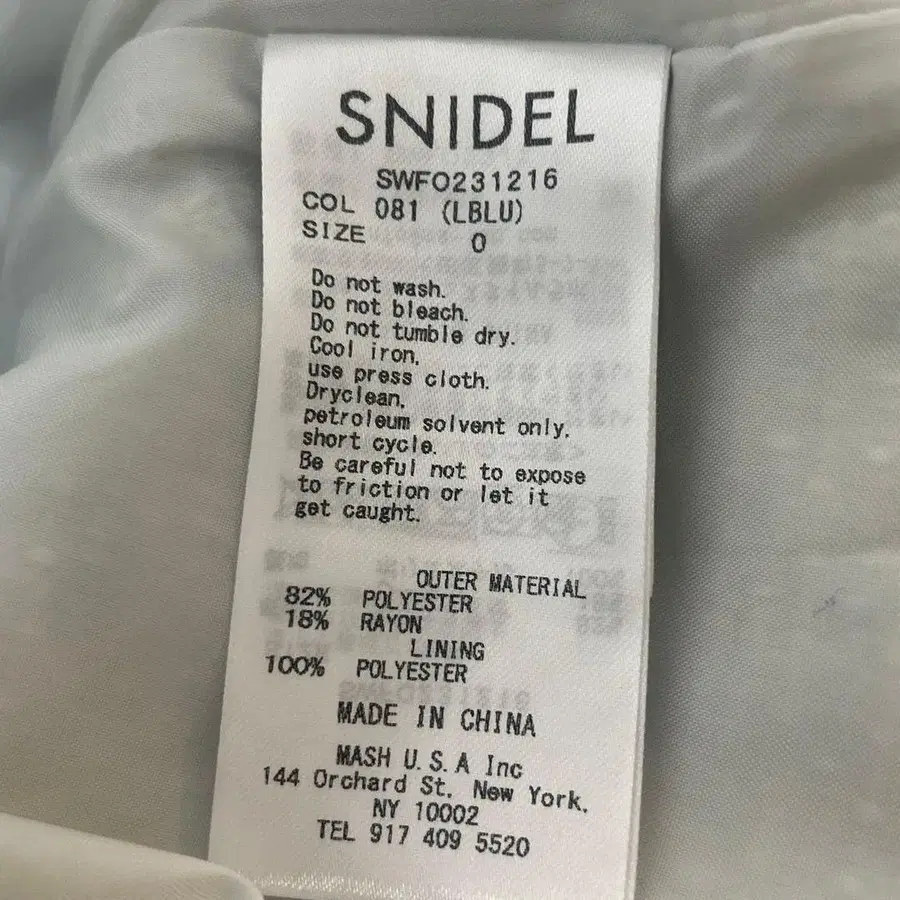 SNIDEL
SWFO231216
COL 081 (LBLU)
SIZE 0
Do not wash.
Do not bleach.
Do not tumble dry.
Cool iron.
use press cloth.
Dryclean.
petroleum solvent only.
short cycle.
Be careful not to expose
to friction or let it
get caught.
OUTER MATERIAL
82% POLYESTER
18% RAYON
LINING
100% POLYESTER
MADE IN CHINA
MASH U.S.A Inc
144 Orchard St. New York.
NY 10002
TEL 917 409 5520